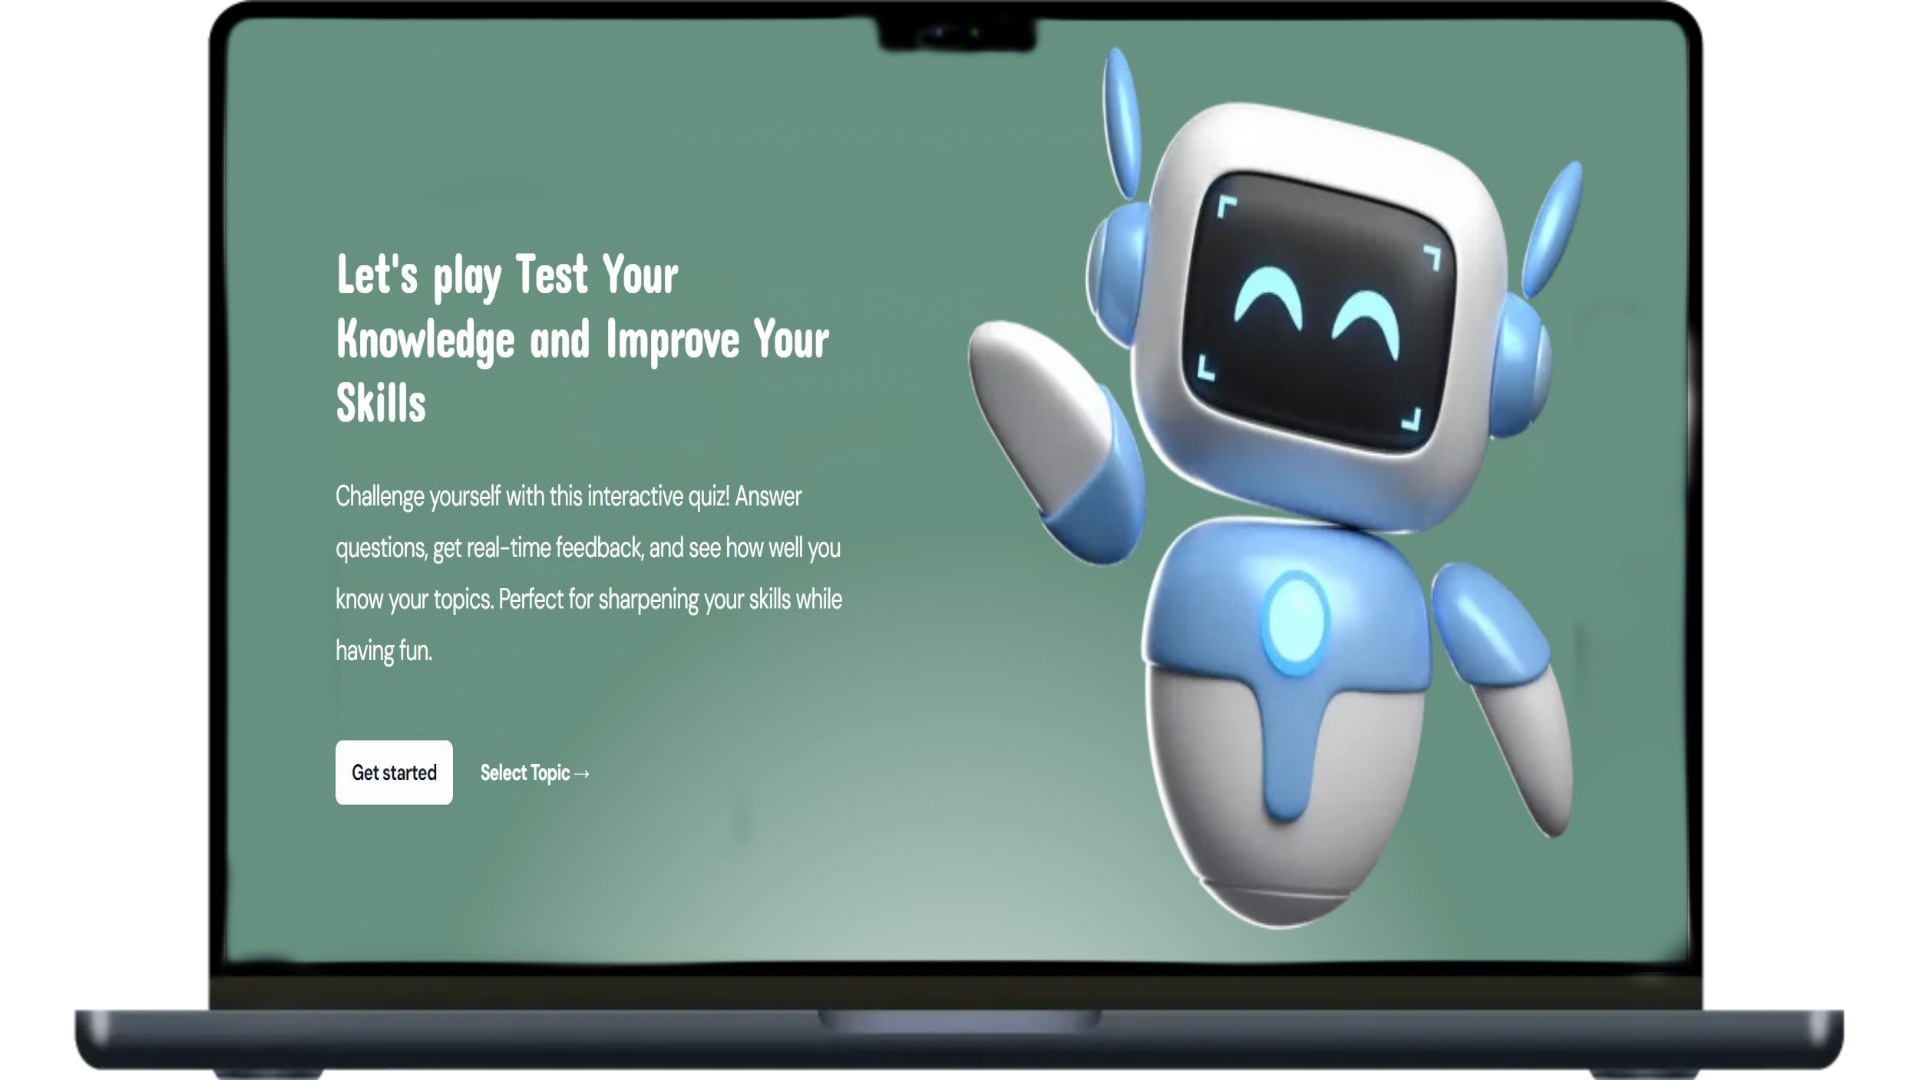 Let's play Test Your
Knowledge and Improve Your
Skills
Challenge yourself with this interactive quiz! Answer
questions, get real-time feedback, and see how well you
know your topics. Perfect for sharpening your skills while
having fun.
Get started
Select Topic →